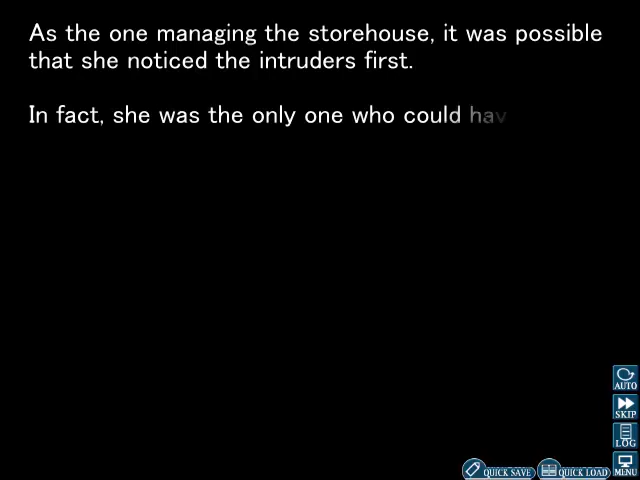 As the one managing the storehouse, it was possible
that she noticed the intruders first.
In fact, she was the only one who could hav
AUTO
SKIP
LOG
MENU
QUICK SAVE
QUICK LOAD